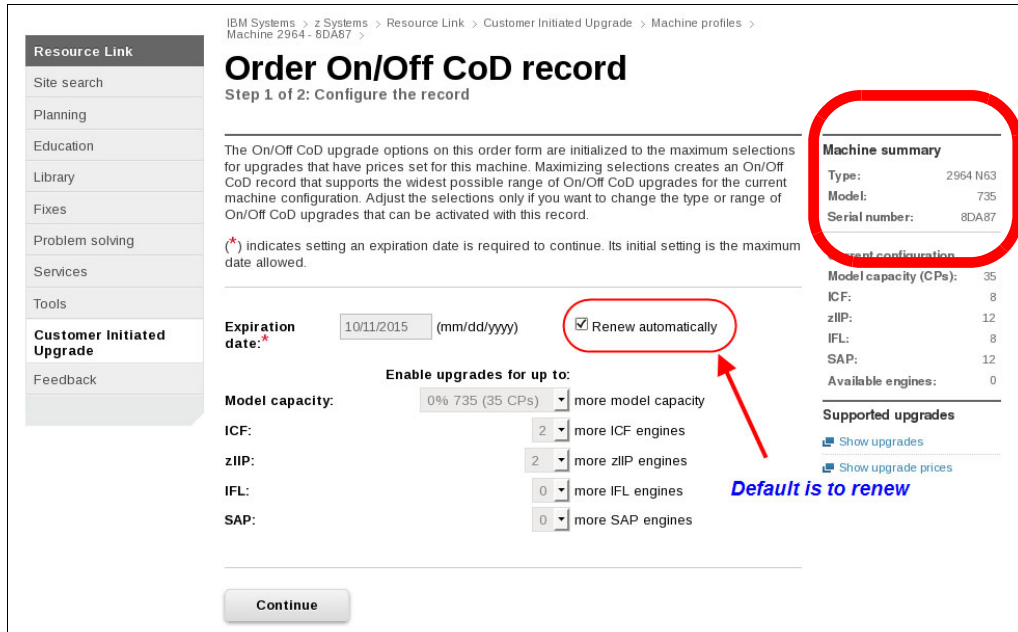 IBM Systems > z Systems > Resource Link > Customer Initiated Upgrade > Machine profiles >
Machine 2964 - 8DA87 >
Resource Link
Site search
Planning
Education
Library
Fixes
Problem solving
Services
Tools
Customer Initiated
Upgrade
Feedback
Order On/Off CoD record
Step 1 of 2: Configure the record
The On/Off CoD upgrade options on this order form are initialized to the maximum selections
for upgrades that have prices set for this machine. Maximizing selections creates an On/Off
CoD record that supports the widest possible range of On/Off CoD upgrades for the current
machine configuration. Adjust the selections only if you want to change the type or range of
On/Off CoD upgrades that can be activated with this record.
(*) indicates setting an expiration date is required to continue. Its initial setting is the maximum
date allowed.
Expiration
date:* 10/11/2015 (mm/dd/yyyy) Renew automatically
Enable upgrades for up to:
Model capacity: 0% 735 (35 CPs) more model capacity
ICF: 2 more ICF engines
zIIP: 2 more zIIP engines
IFL: 0 more IFL engines
SAP: 0 more SAP engines
Default is to renew
Continue
Machine summary
Type: 2964 N63
Model: 735
Serial number: 8DA87
Current configuration
Model capacity (CPs): 35
ICF: 8
zIIP: 12
IFL: 8
SAP: 12
Available engines: 0
Supported upgrades
Show upgrades
Show upgrade prices